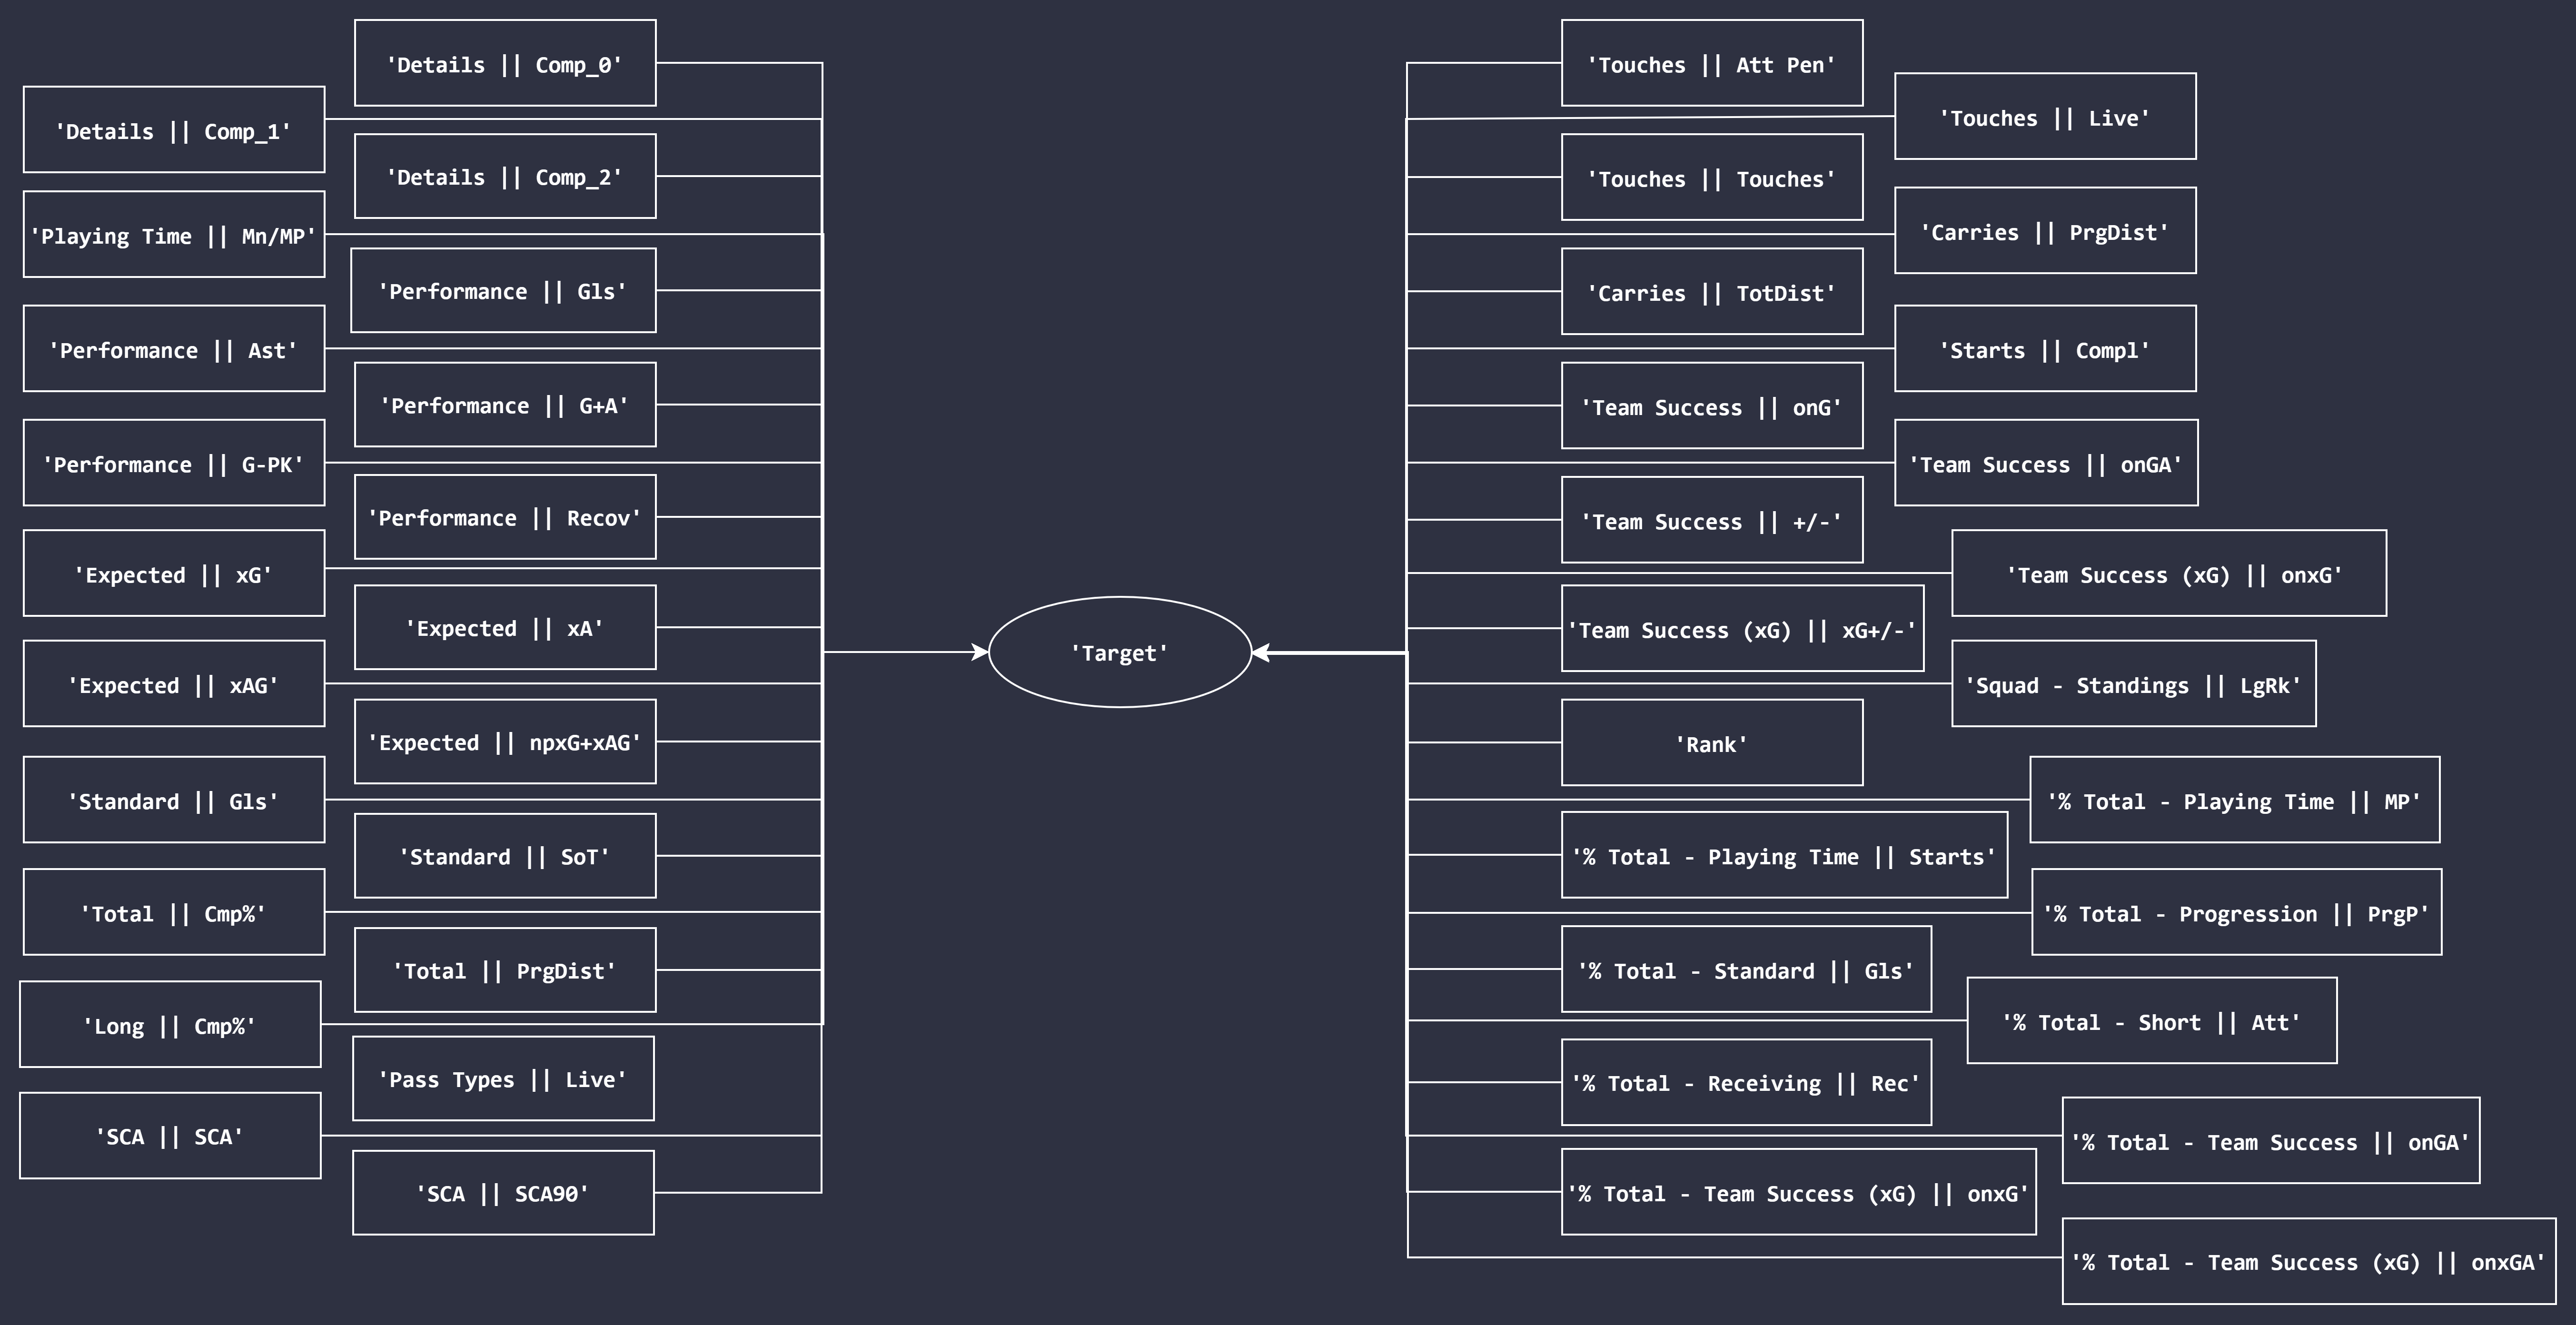 'Details || Comp_0'
'Details || Comp_1'
'Details || Comp_2'
'Playing Time || Mn/MP'
'Performance || Gls'
'Performance || Ast'
'Performance || G+A'
'Performance || G-PK'
'Performance || Recov'
'Expected || xG'
'Expected || xA'
'Expected || xAG'
'Expected || npxG+xAG'
'Standard || Gls'
'Standard || SoT'
'Total || Cmp%'
'Total || PrgDist'
'Long || Cmp%'
'Pass Types || Live'
'SCA || SCA'
'SCA || SCA90'
'Target'
'Touches || Att Pen'
'Touches || Live'
'Touches || Touches'
'Carries || PrgDist'
'Carries || TotDist'
'Starts || Compl'
'Team Success || onG'
'Team Success || onGA'
'Team Success || +/-'
'Team Success (xG) || onxG'
'Team Success (xG) || xG+/-'
'Squad - Standings || LgRk'
'Rank'
'% Total - Playing Time || MP'
'% Total - Playing Time || Starts'
'% Total - Progression || PrgP'
'% Total - Standard || Gls'
'% Total - Short || Att'
'% Total - Receiving || Rec'
'% Total - Team Success || onGA'
'% Total - Team Success (xG) || onxG'
'% Total - Team Success (xG) || onxGA'